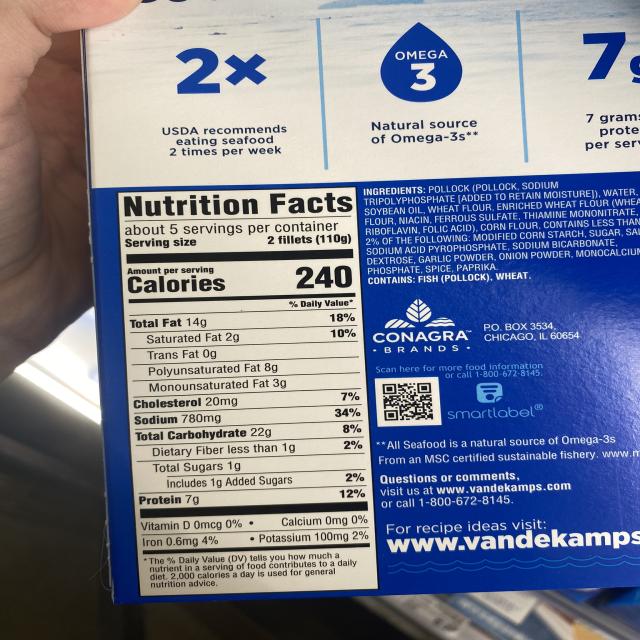 2x
USDA recommends
eating seafood
2 times per week
OMEGA
3
Natural source
of Omega-3s**
7g
7 grams
prote
per serv
Nutrition Facts
about 5 servings per container
Serving size 2 fillets (110g)
Amount per serving
Calories 240
% Daily Value*
Total Fat 14g 18%
Saturated Fat 2g 10%
Trans Fat 0g
Polyunsaturated Fat 8g
Monounsaturated Fat 3g
Cholesterol 20mg 7%
Sodium 780mg 34%
Total Carbohydrate 22g 8%
Dietary Fiber less than 1g 2%
Total Sugars 1g
Includes 1g Added Sugars 2%
Protein 7g 12%
Vitamin D 0mcg 0% • Calcium 0mg 0%
Iron 0.6mg 4% • Potassium 100mg 2%
*The % Daily Value (DV) tells you how much a
nutrient in a serving of food contributes to a daily
diet. 2,000 calories a day is used for general
nutrition advice.
INGREDIENTS: POLLOCK (POLLOCK, SODIUM
TRIPOLYPHOSPHATE [ADDED TO RETAIN MOISTURE]), WATER,
SOYBEAN OIL, WHEAT FLOUR, ENRICHED WHEAT FLOUR (WHEA
FLOUR, NIACIN, FERROUS SULFATE, THIAMINE MONONITRATE,
RIBOFLAVIN, FOLIC ACID), CORN FLOUR, CONTAINS LESS THAN
2% OF THE FOLLOWING: MODIFIED CORN STARCH, SUGAR, SAL
SODIUM ACID PYROPHOSPHATE, SODIUM BICARBONATE,
DEXTROSE, GARLIC POWDER, ONION POWDER, MONOCALCIUM
PHOSPHATE, SPICE, PAPRIKA.
CONTAINS: FISH (POLLOCK), WHEAT.
CONAGRA™
• BRANDS •
P.O. BOX 3534,
CHICAGO, IL 60654
Scan here for more food information
or call 1-800-672-8145.
smartlabel®
**All Seafood is a natural source of Omega-3s
From an MSC certified sustainable fishery. www.m
Questions or comments,
visit us at www.vandekamps.com
or call 1-800-672-8145.
For recipe ideas visit:
www.vandekamps